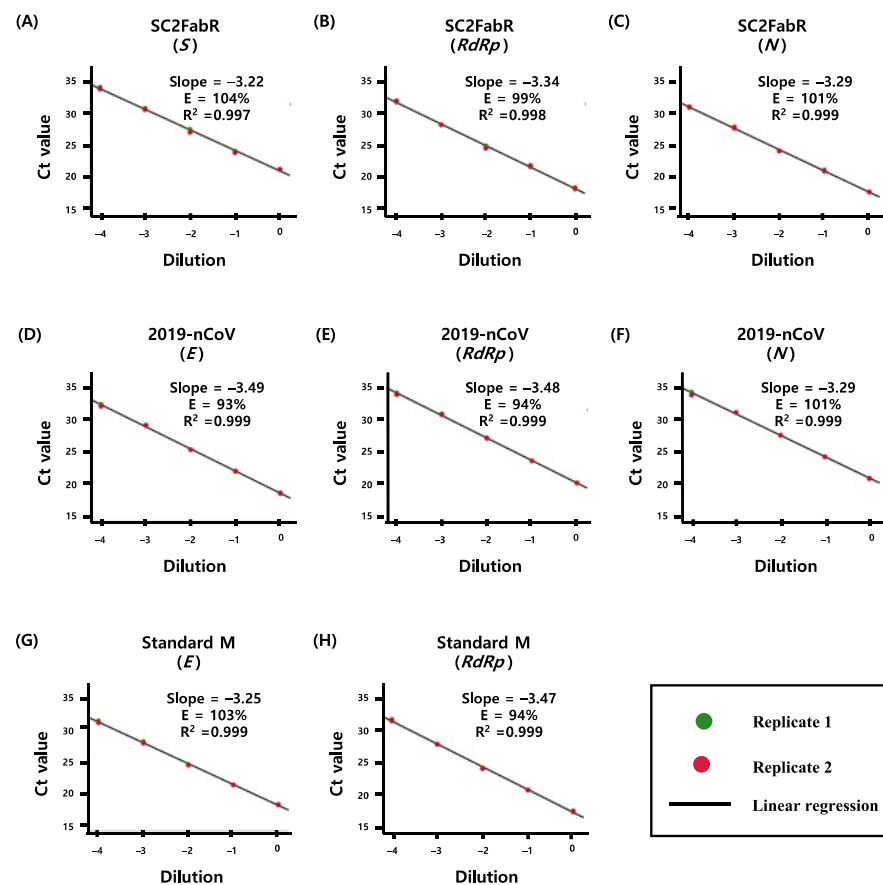 (A)
SC2FabR
(S)
Slope = −3.22
E = 104%
R² =0.997
Ct value
35
30
25
20
15
−4 −3 −2 −1 0
Dilution
(B)
SC2FabR
(RdRp)
Slope = −3.34
E = 99%
R² =0.998
Ct value
35
30
25
20
15
−4 −3 −2 −1 0
Dilution
(C)
SC2FabR
(N)
Slope = −3.29
E = 101%
R² =0.999
Ct value
35
30
25
20
15
−4 −3 −2 −1 0
Dilution
(D)
2019-nCoV
(E)
Slope = −3.49
E = 93%
R² =0.999
Ct value
35
30
25
20
15
−4 −3 −2 −1 0
Dilution
(E)
2019-nCoV
(RdRp)
Slope = −3.48
E = 94%
R² =0.999
Ct value
35
30
25
20
15
−4 −3 −2 −1 0
Dilution
(F)
2019-nCoV
(N)
Slope = −3.29
E = 101%
R² =0.999
Ct value
35
30
25
20
15
−4 −3 −2 −1 0
Dilution
(G)
Standard M
(E)
Slope = −3.25
E = 103%
R² =0.999
Ct value
35
30
25
20
15
−4 −3 −2 −1 0
Dilution
(H)
Standard M
(RdRp)
Slope = −3.47
E = 94%
R² =0.999
Ct value
35
30
25
20
15
−4 −3 −2 −1 0
Dilution
Replicate 1
Replicate 2
Linear regression